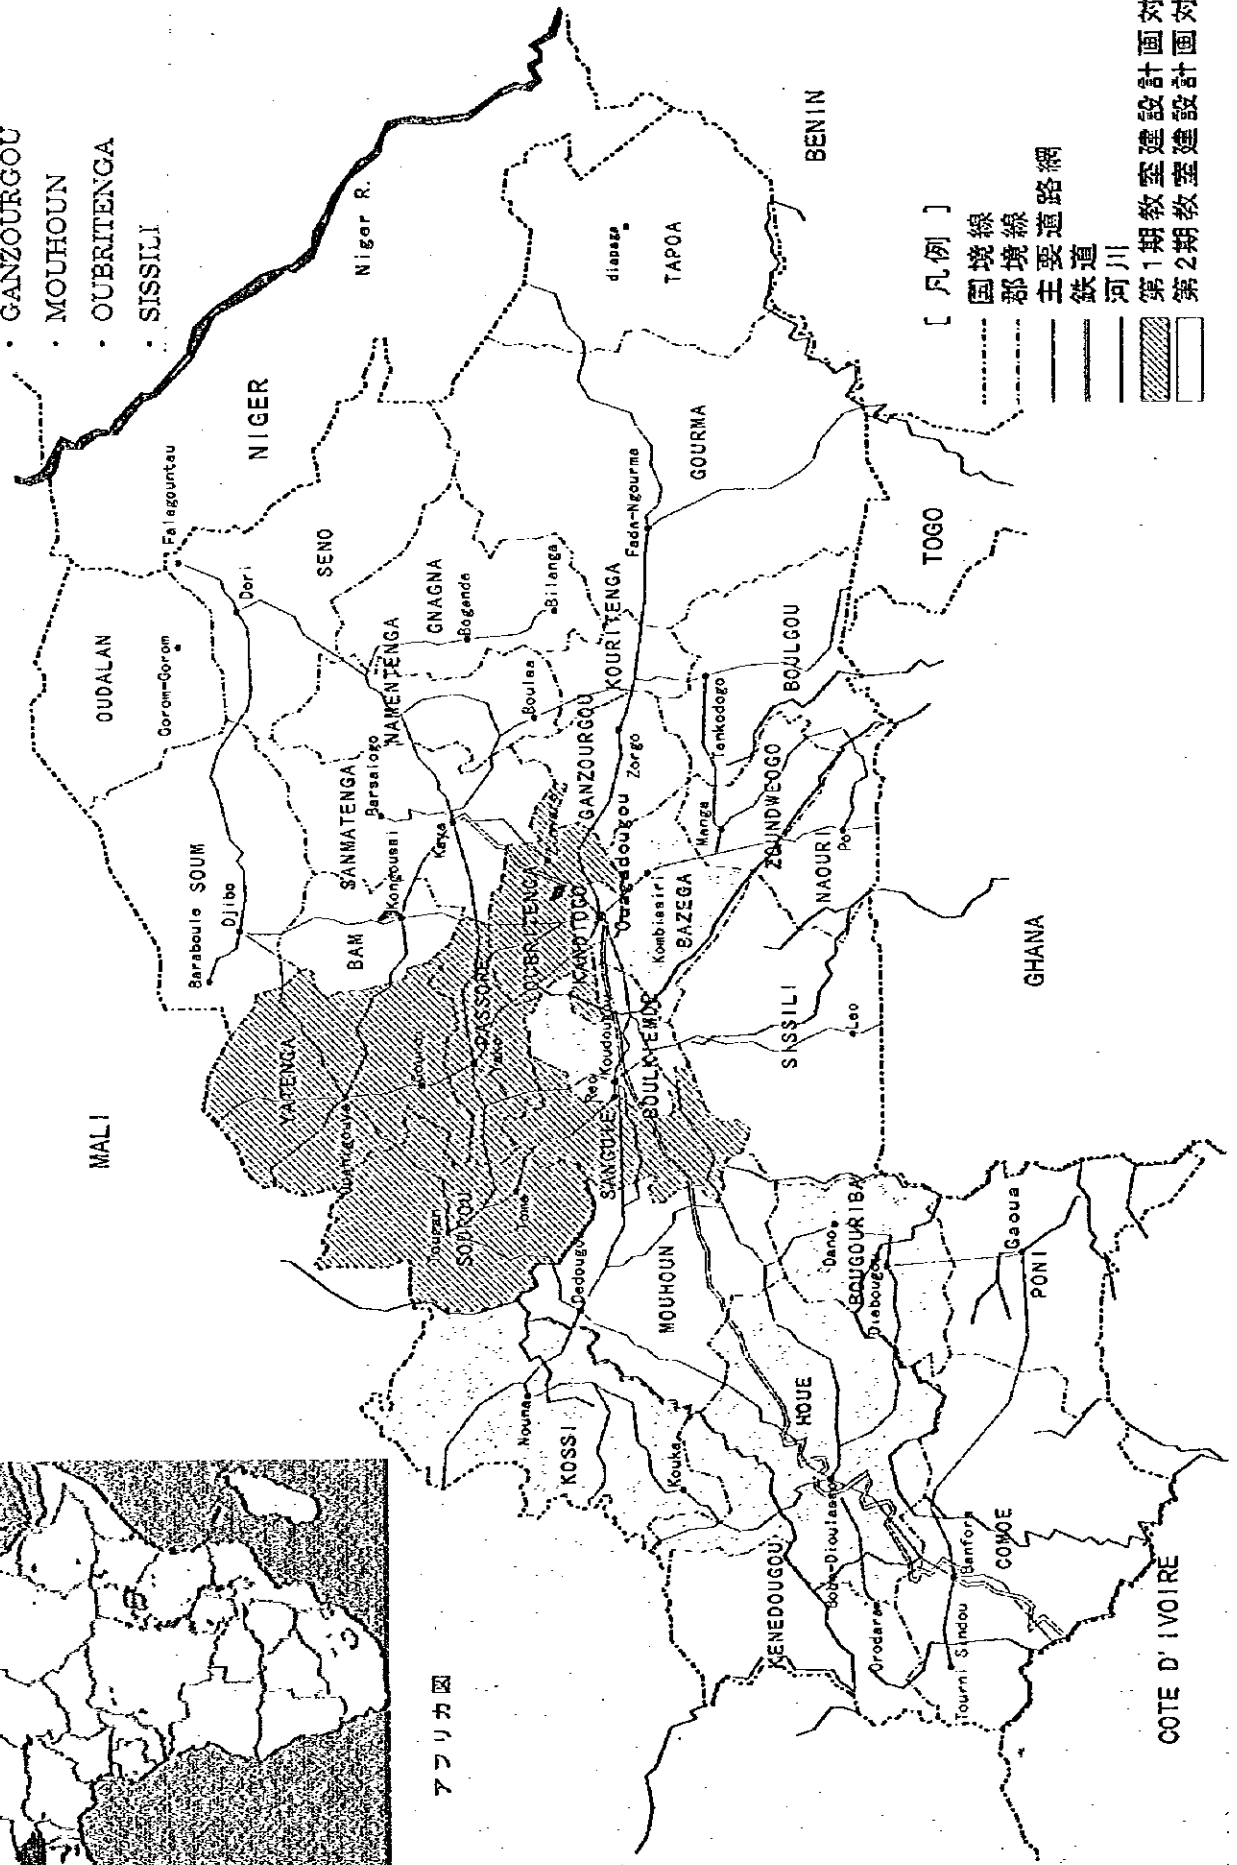 ・ GANZOURGOU
・ MOUHOUN
・ OUBRITENGA
・ SISSILI
MALI
NIGER
Niger R.
BENIN
TOGO
GHANA
COTE D'IVOIRE
アフリカ図
OUDALAN
Gorom-Gorom
Falagountau
Dori
SENO
Baraboule
SOUM
Djibo
YATENGA
BAM
Kongoussi
SANMATENGA
Barsalogo
Kaya
NAMENTENGA
Boulsa
GNAGNA
Bogande
Bilanga
diapaga
TAPOA
GOURMA
Fada-Ngourma
KOURITENGA
GANZOURGOU
Zorgo
OUBRITENGA
KADIOGO
Ouagadougou
PASSORE
Yako
SOUROU
Tougan
Toma
SANGUIE
Reo
Koudougou
BOULKIEMDE
Kombissiri
BAZEGA
Manga
Tenkodogo
BOULGOU
ZOUNDWEOGO
NAOURI
Po
SISSILI
Leo
Dedougou
MOUHOUN
Nouna
KOSSI
Kouka
HOUE
Dano
BOUGOURIBA
Diebougou
Gaoua
PONI
KENEDOUGOU
Orodara
Banfora
COMOE
Sindou
Tourni
[ 凡例 ]
国境線
郡境線
主要道路網
鉄道
河川
第1期教室建設計画対
第2期教室建設計画対